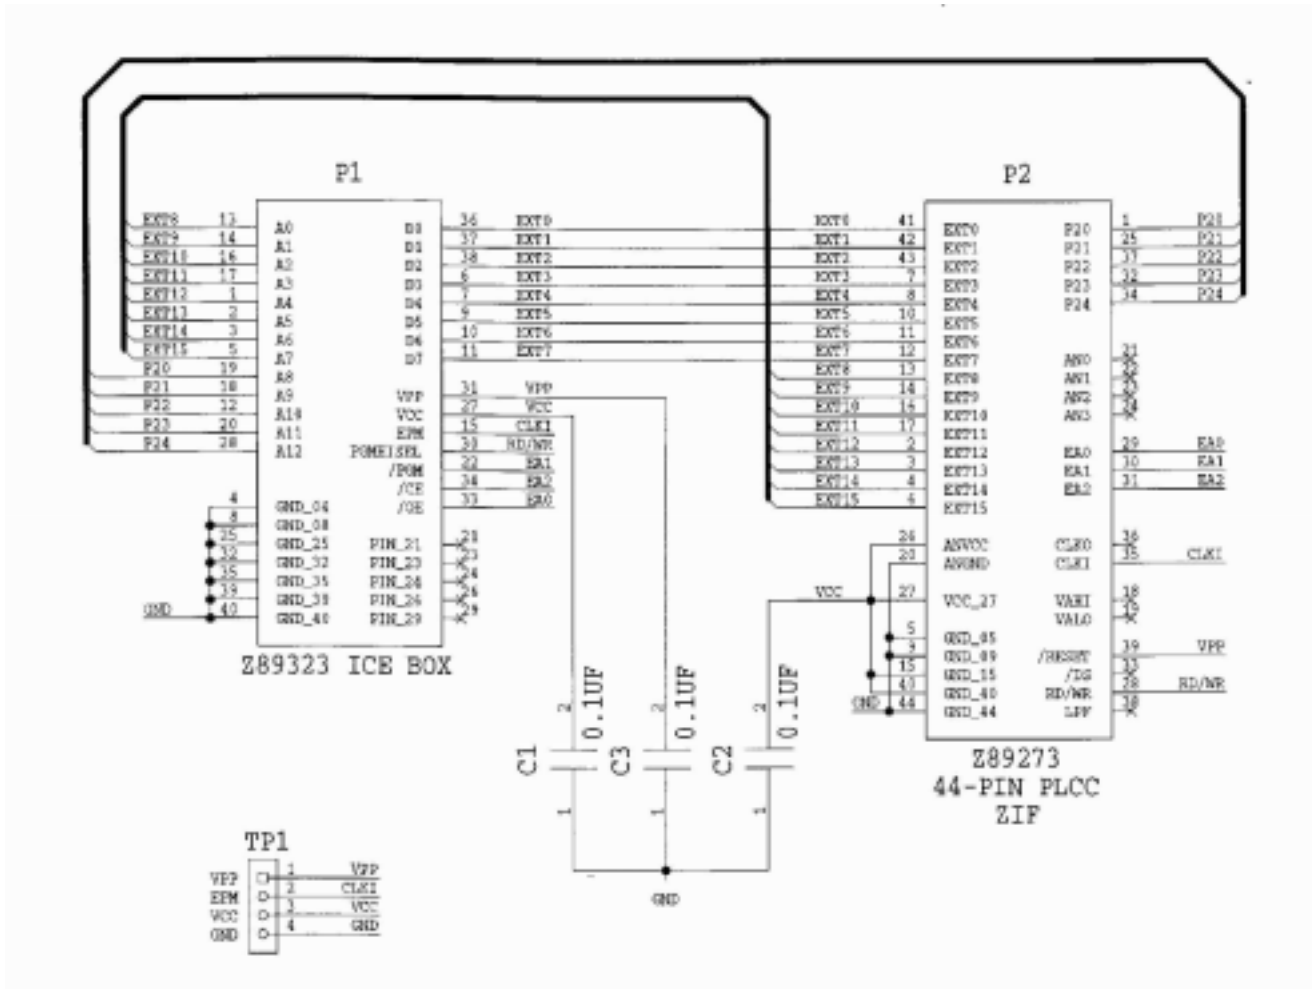 P1 P2
EXT8 13 A0 D0 36 EXT0 EXT0 41 EXT0 P20 1 P20
EXT9 14 A1 D1 37 EXT1 EXT1 42 EXT1 P21 25 P21
EXT10 16 A2 D2 38 EXT2 EXT2 43 EXT2 P22 37 P22
EXT11 17 A3 D3 6 EXT3 EXT3 7 EXT3 P23 32 P23
EXT12 1 A4 D4 7 EXT4 EXT4 8 EXT4 P24 34 P24
EXT13 2 A5 D5 9 EXT5 EXT5 10 EXT5
EXT14 3 A6 D6 10 EXT6 EXT6 11 EXT6
EXT15 5 A7 D7 11 EXT7 EXT7 12 EXT7 AN0 21
P20 19 A8 EXT8 13 EXT8 AN1 22
P21 18 A9 VPP 31 VPP EXT9 14 EXT9 AN2 23
P22 12 A10 VCC 27 VCC EXT10 16 EXT10 AN3 24
P23 20 A11 EPM 15 CLKI EXT11 17 EXT11
P24 28 A12 PGMEISEL 30 RD/WR EXT12 2 EXT12 EA0 29 EA0
/PGM 22 EA1 EXT13 3 EXT13 EA1 30 EA1
/CE 34 EA2 EXT14 4 EXT14 EA2 31 EA2
4 GND_04 /OE 33 EA0 EXT15 6 EXT15
8 GND_08
25 GND_25 PIN_21 21 26 ANVCC CLKO 36
32 GND_32 PIN_23 23 20 ANGND CLKI 35 CLKI
35 GND_35 PIN_24 24
39 GND_39 PIN_26 26 VCC 27 VCC_27 VAHI 18
GND 40 GND_40 PIN_29 29 VALO 19
5 GND_05
9 GND_09 /RESET 39 VPP
15 GND_15 /DS 33
40 GND_40 RD/WR 28 RD/WR
GND 44 GND_44 LPF 38
Z89323 ICE BOX
Z89273
44-PIN PLCC
ZIF
2 0.1UF 2 0.1UF 2 0.1UF
C1 C3 C2
1 1 1
GND
TP1
VPP 1 VPP
EPM 2 CLKI
VCC 3 VCC
GND 4 GND